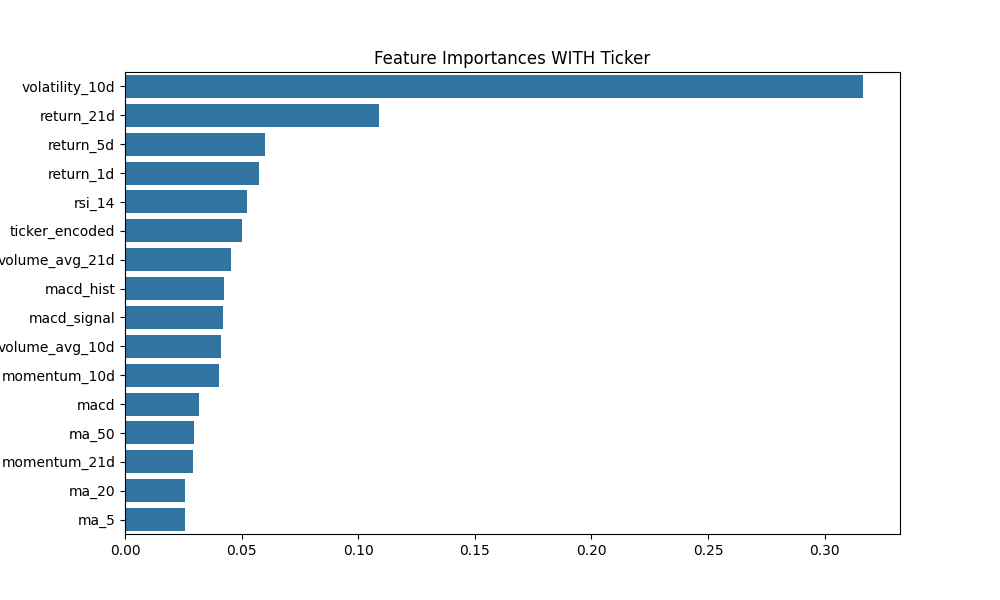 Feature Importances WITH Ticker
volatility_10d
return_21d
return_5d
return_1d
rsi_14
ticker_encoded
volume_avg_21d
macd_hist
macd_signal
volume_avg_10d
momentum_10d
macd
ma_50
momentum_21d
ma_20
ma_5
0.00 0.05 0.10 0.15 0.20 0.25 0.30